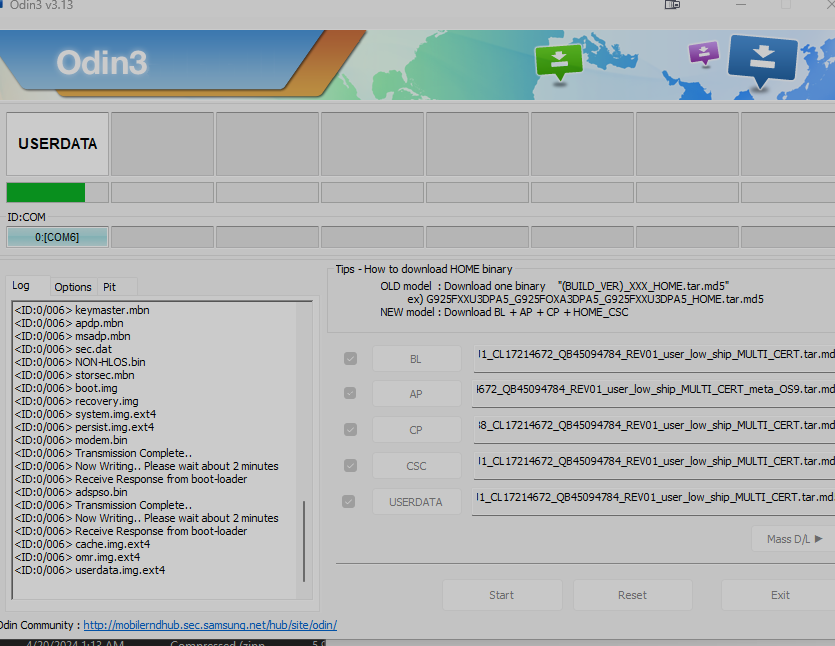 Odin3 v3.13
Odin3
USERDATA
ID:COM
0:[COM6]
Log
Options
Pit
<ID:0/006> keymaster.mbn
<ID:0/006> apdp.mbn
<ID:0/006> msadp.mbn
<ID:0/006> sec.dat
<ID:0/006> NON-HLOS.bin
<ID:0/006> storsec.mbn
<ID:0/006> boot.img
<ID:0/006> recovery.img
<ID:0/006> system.img.ext4
<ID:0/006> persist.img.ext4
<ID:0/006> modem.bin
<ID:0/006> Transmission Complete..
<ID:0/006> Now Writing.. Please wait about 2 minutes
<ID:0/006> Receive Response from boot-loader
<ID:0/006> adspso.bin
<ID:0/006> Transmission Complete..
<ID:0/006> Now Writing.. Please wait about 2 minutes
<ID:0/006> Receive Response from boot-loader
<ID:0/006> cache.img.ext4
<ID:0/006> omr.img.ext4
<ID:0/006> userdata.img.ext4
Tips - How to download HOME binary
OLD model : Download one binary "(BUILD_VER)_XXX_HOME.tar.md5"
ex) G925FXXU3DPA5_G925FOXA3DPA5_G925FXXU3DPA5_HOME.tar.md5
NEW model : Download BL + AP + CP + HOME_CSC
BL
1_CL17214672_QB45094784_REV01_user_low_ship_MULTI_CERT.tar.md
AP
4672_QB45094784_REV01_user_low_ship_MULTI_CERT_meta_OS9.tar.md
CP
8_CL17214672_QB45094784_REV01_user_low_ship_MULTI_CERT.tar.md
CSC
1_CL17214672_QB45094784_REV01_user_low_ship_MULTI_CERT.tar.md
USERDATA
1_CL17214672_QB45094784_REV01_user_low_ship_MULTI_CERT.tar.md
Mass D/L ▶
Start
Reset
Exit
Odin Community : http://mobilerndhub.sec.samsung.net/hub/site/odin/
4/20/2024 1:13 AM Compressed (zipp